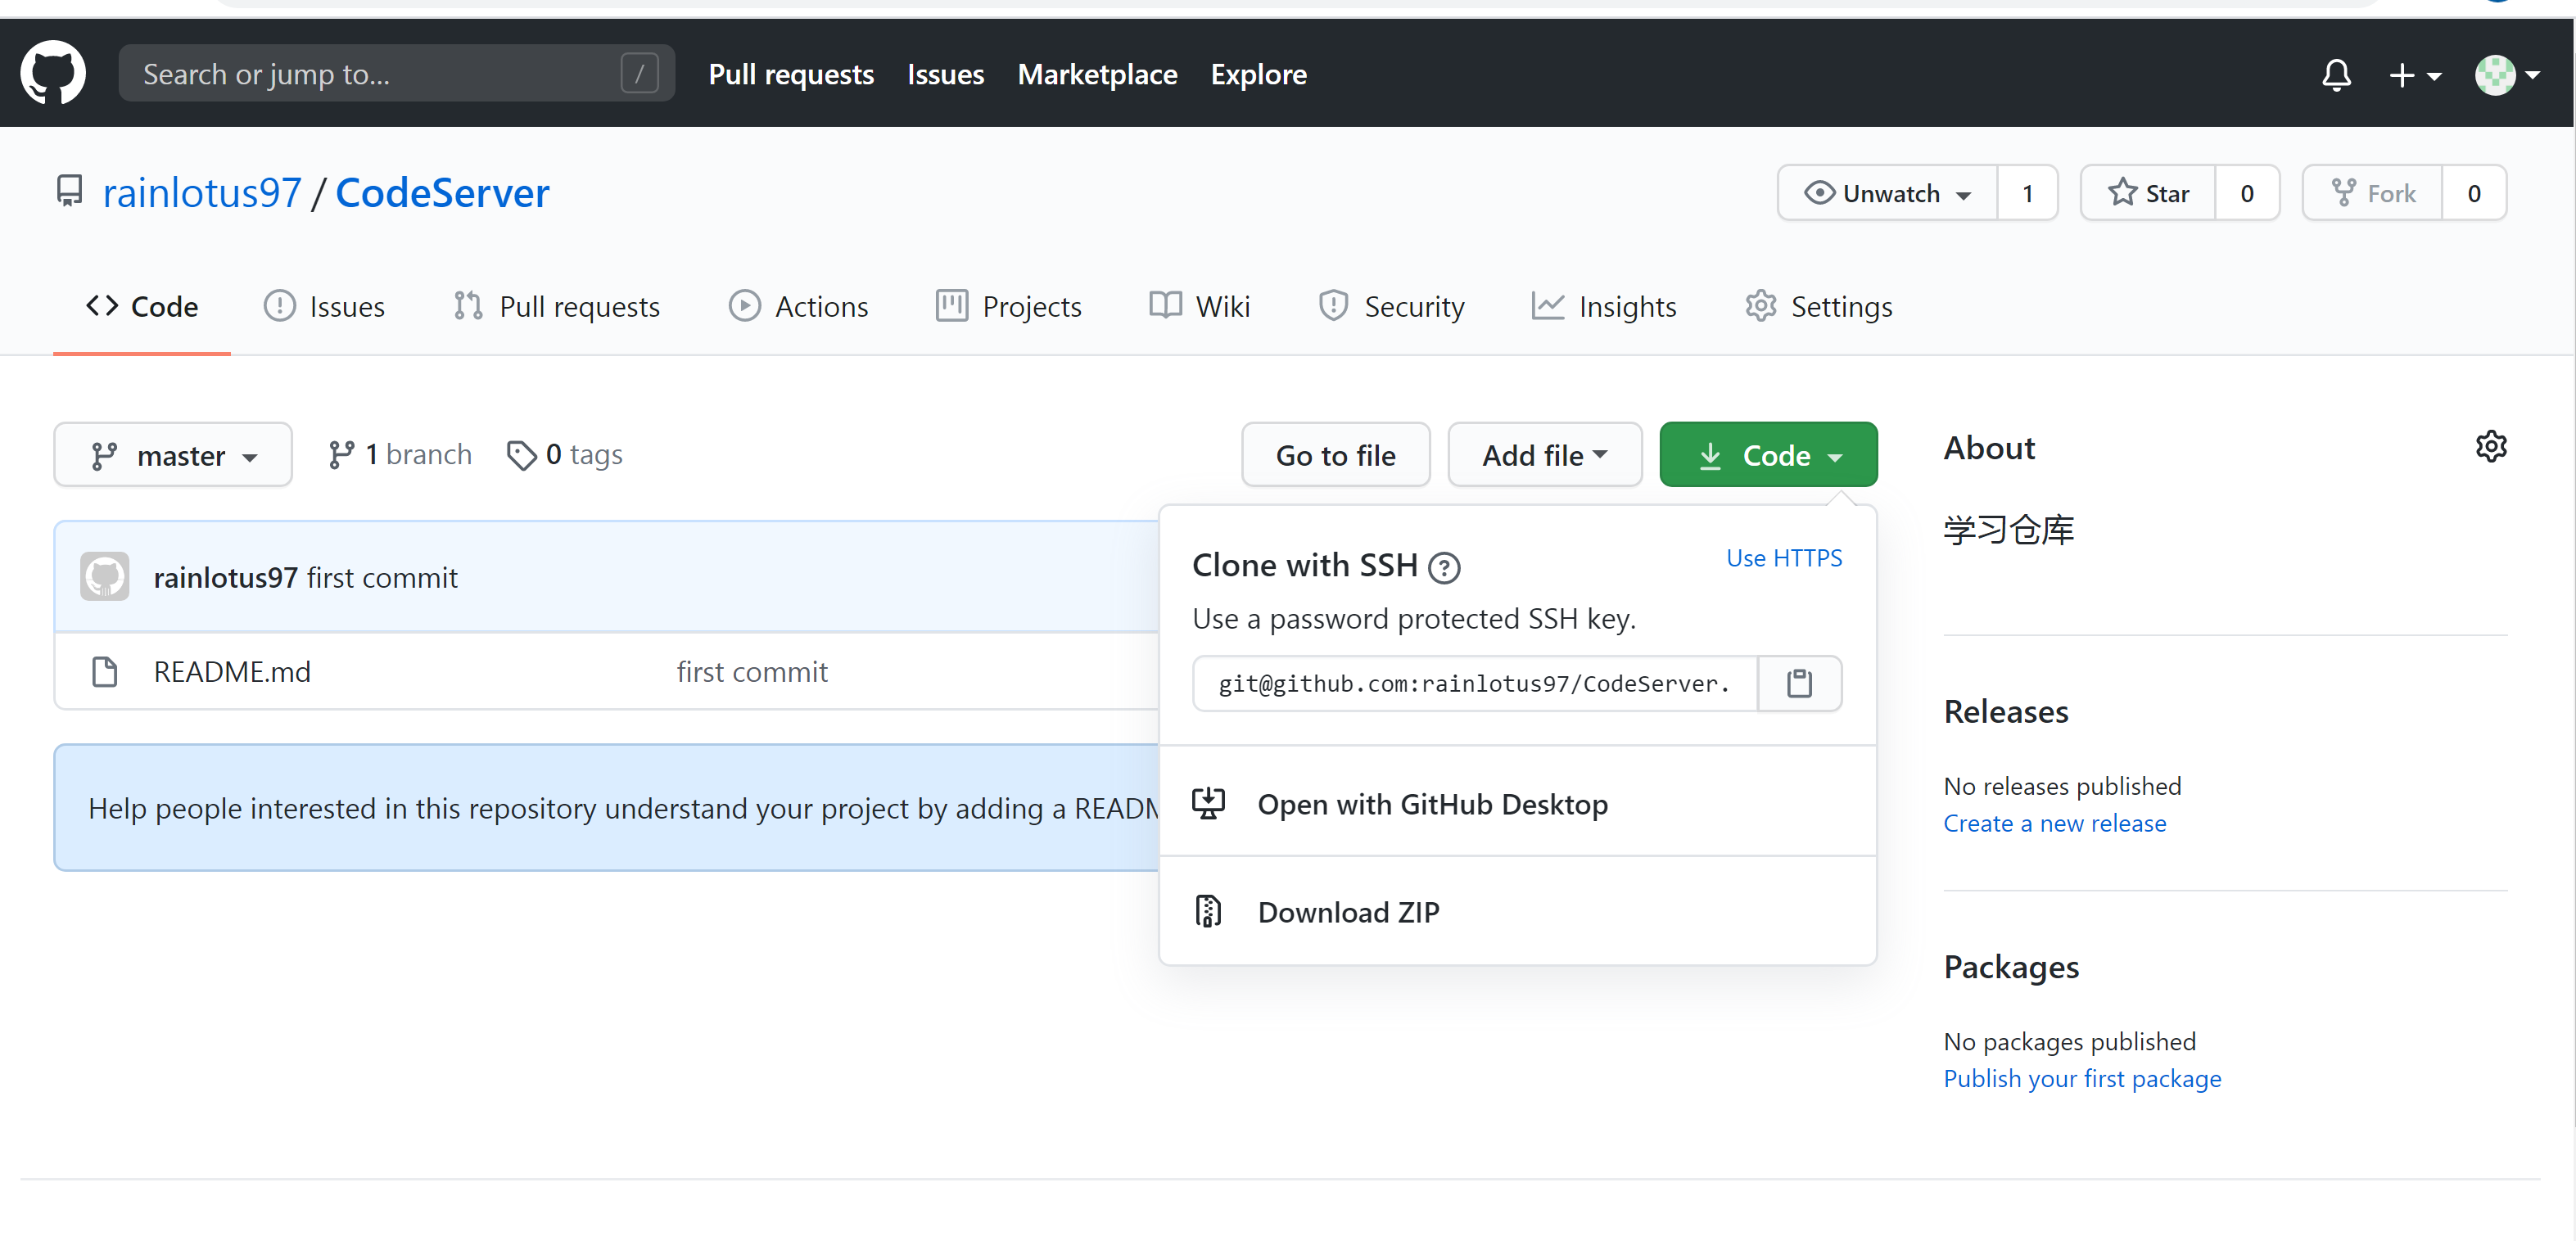 Search or jump to... /
Pull requests Issues Marketplace Explore
rainlotus97 / CodeServer
Unwatch 1 Star 0 Fork 0
Code Issues Pull requests Actions Projects Wiki Security Insights Settings
master 1 branch 0 tags
Go to file Add file Code
Clone with SSH ? Use HTTPS
Use a password protected SSH key.
git@github.com:rainlotus97/CodeServer.
Open with GitHub Desktop
Download ZIP
rainlotus97 first commit
README.md first commit
Help people interested in this repository understand your project by adding a
About
学习仓库
Releases
No releases published
Create a new release
Packages
No packages published
Publish your first package